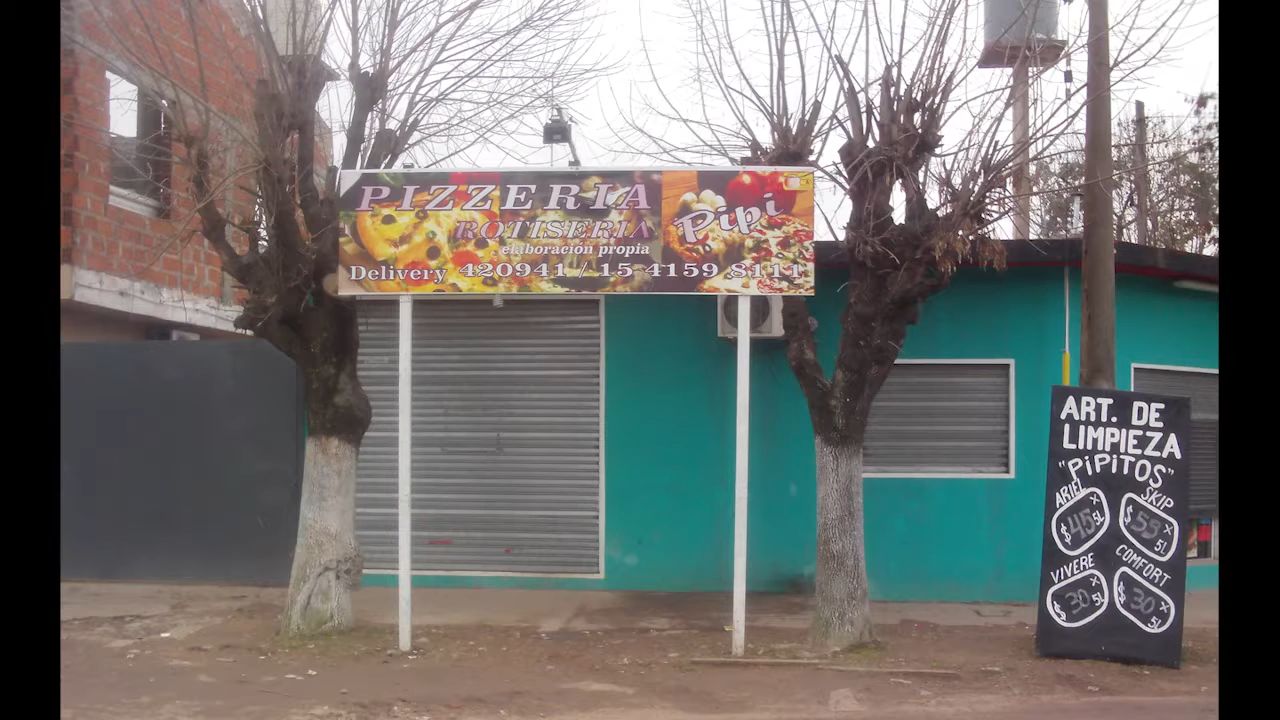 PIZZERIA
ROTISERIA
elaboración propia
Pipi
Delivery 420941 / 15 4159 8111
ART. DE
LIMPIEZA
"PiPiTOS"
ARIEL
$45 x 5L
SKIP
$59 x 5L
VIVERE
$30 x 5L
COMFORT
$30 x 5L